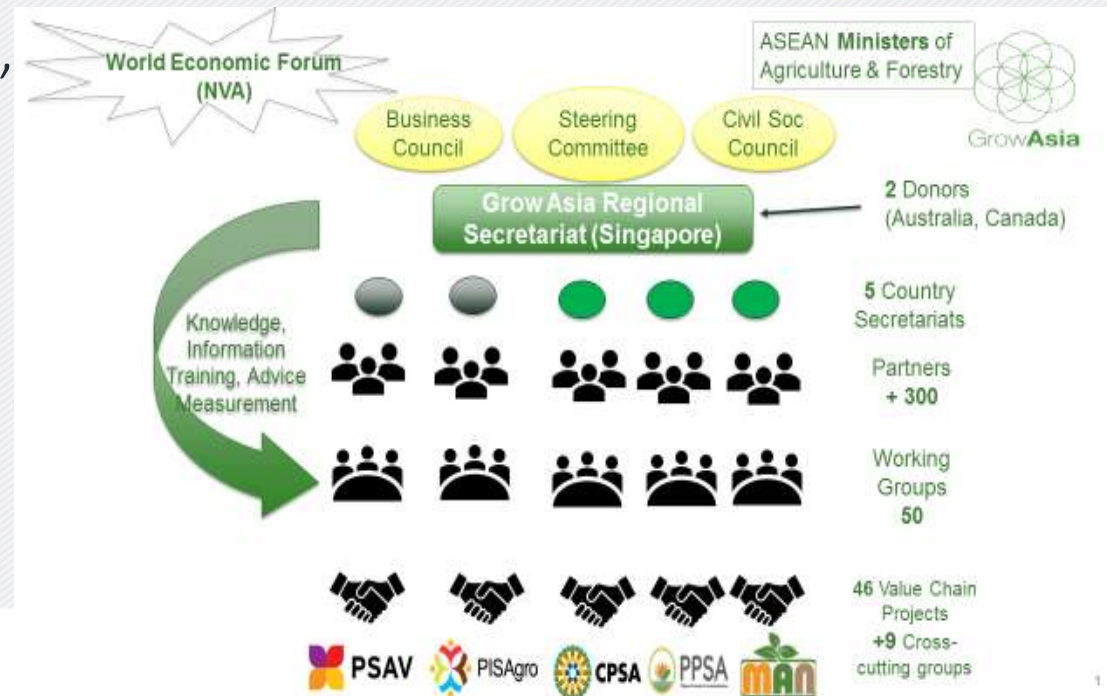 ,
World Economic Forum
(NVA)
ASEAN Ministers of
Agriculture & Forestry
GrowAsia
Business
Council
Steering
Committee
Civil Soc
Council
Grow Asia Regional
Secretariat (Singapore)
2 Donors
(Australia, Canada)
Knowledge,
Information
Training, Advice
Measurement
5 Country
Secretariats
Partners
+ 300
Working
Groups
50
46 Value Chain
Projects
+9 Cross-
cutting groups
PSAV
PISAgro
CPSA
PPSA
MAN
1